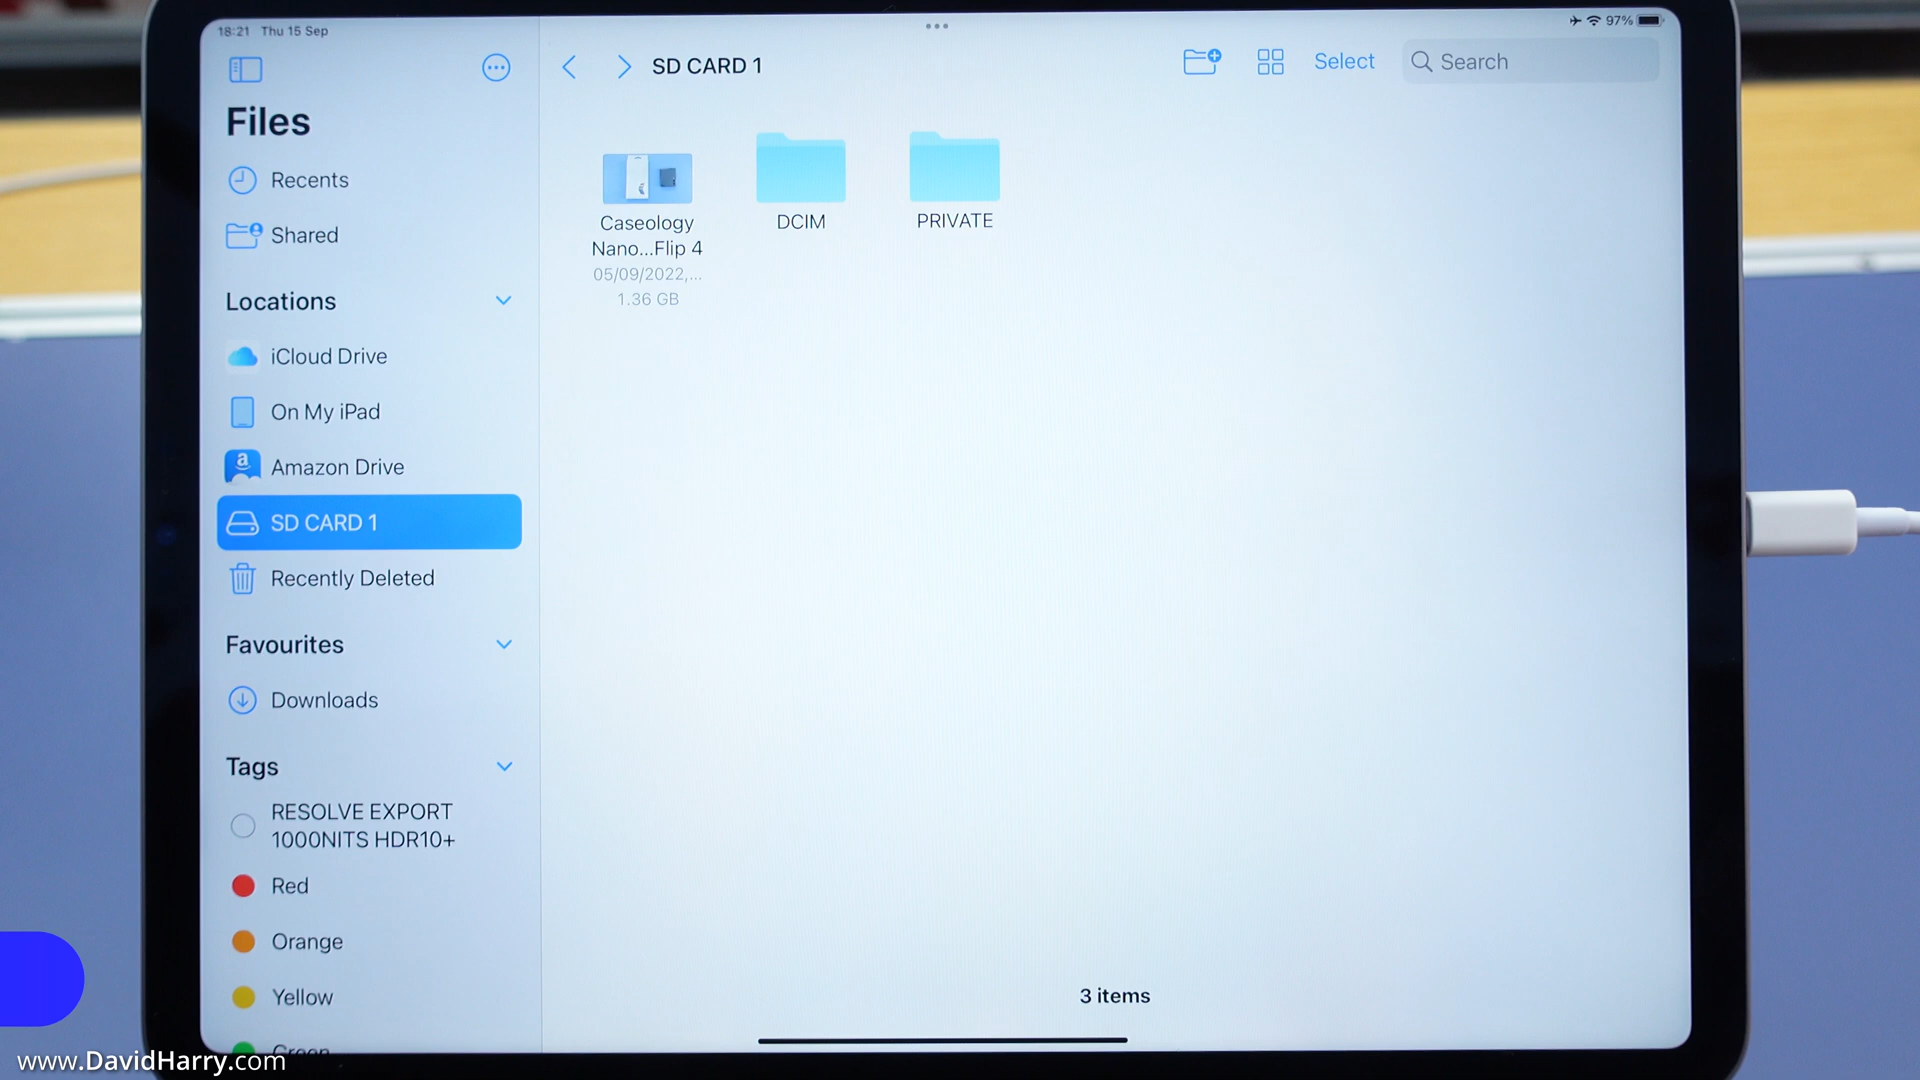 18:21 Thu 15 Sep
97%
Files
SD CARD 1
Select
Search
Recents
Shared
Locations
iCloud Drive
On My iPad
Amazon Drive
SD CARD 1
Recently Deleted
Favourites
Downloads
Tags
RESOLVE EXPORT
1000NITS HDR10+
Red
Orange
Yellow
Green
Caseology
Nano...Flip 4
05/09/2022,...
1.36 GB
DCIM
PRIVATE
3 items
www.DavidHarry.com